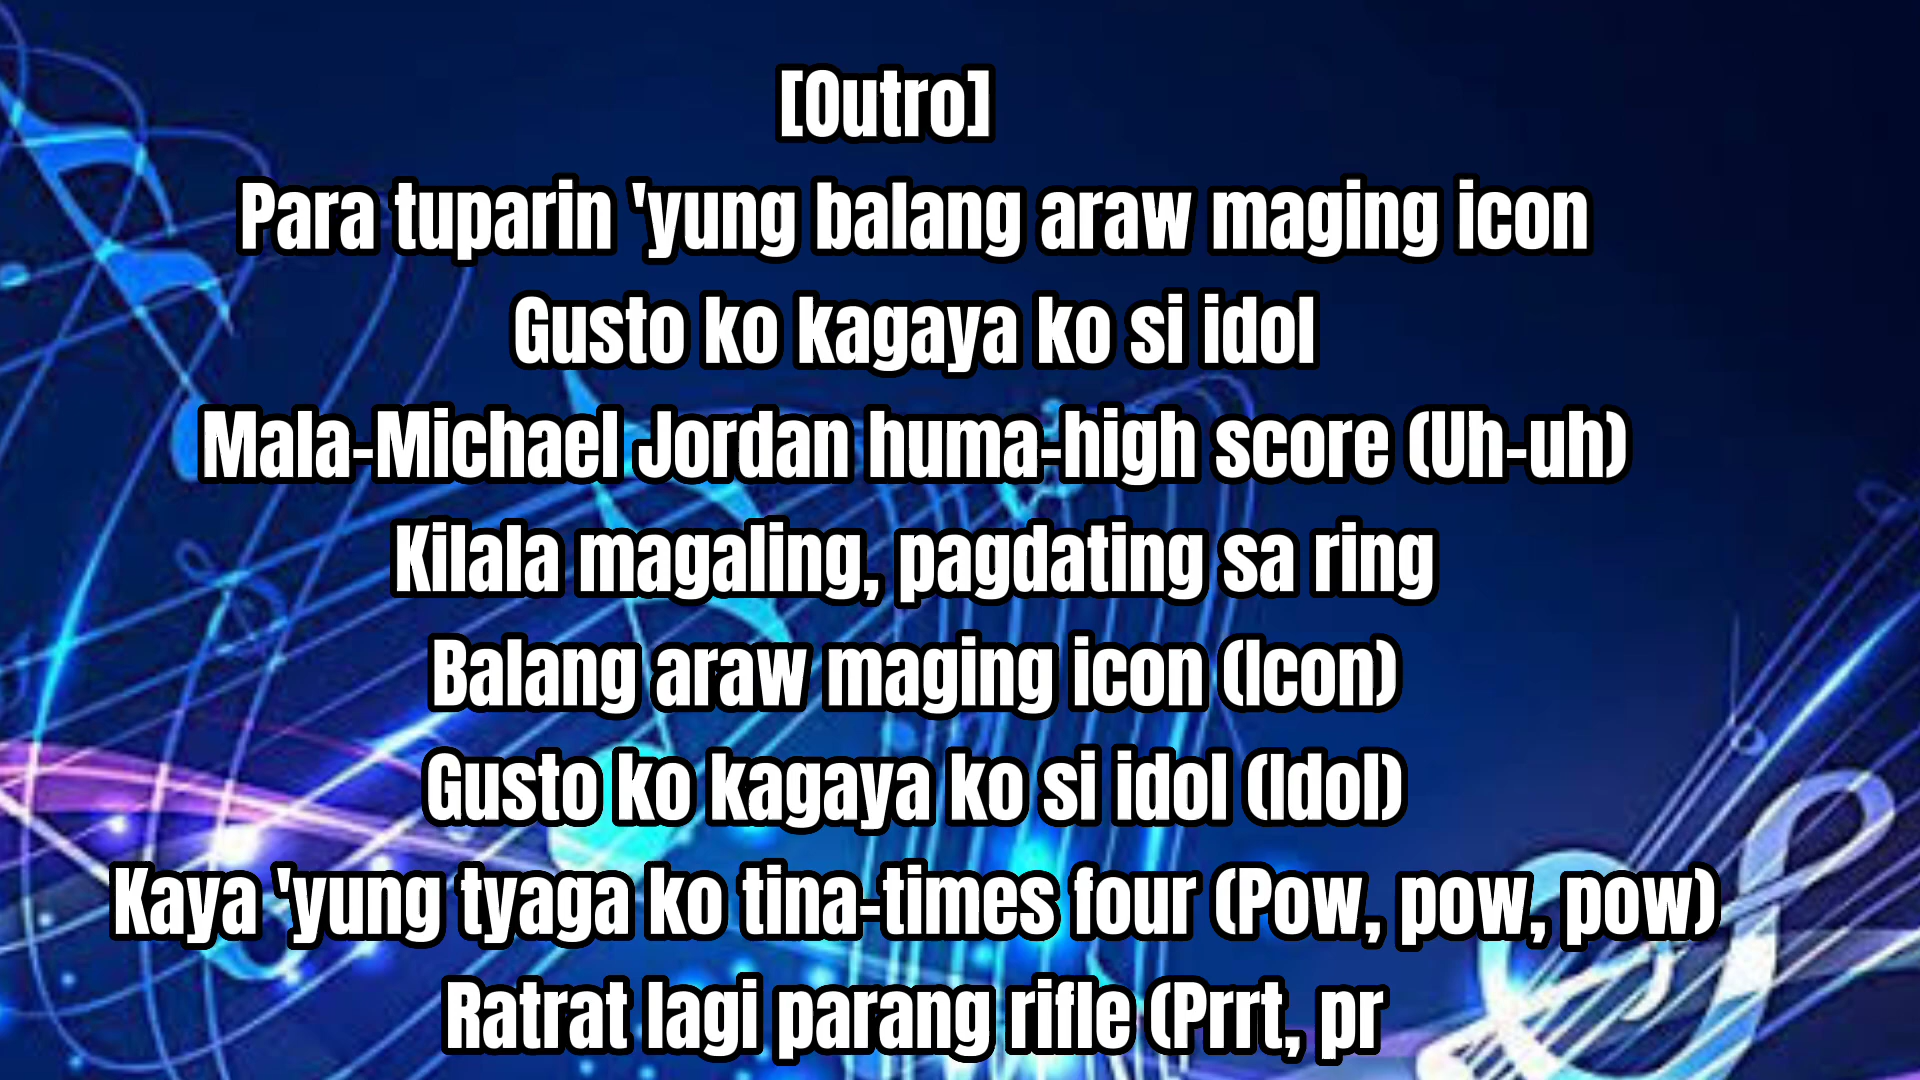 [Outro]
Para tuparin 'yung balang araw maging icon
Gusto ko kagaya ko si idol
Mala-Michael Jordan huma-high score (Uh-uh)
Kilala magaling, pagdating sa ring
Balang araw maging icon (Icon)
Gusto ko kagaya ko si idol (Idol)
Kaya 'yung tyaga ko tina-times four (Pow, pow, pow)
Ratrat lagi parang rifle (Prrt, pr